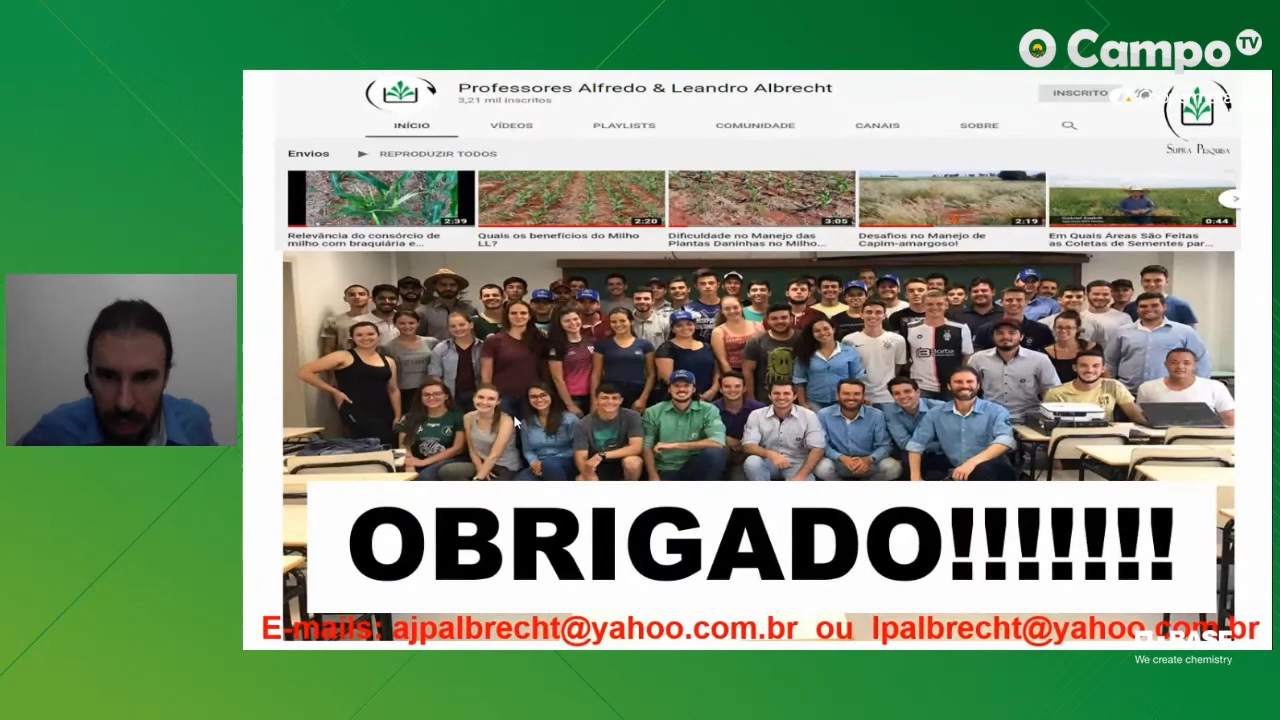 O Campo TV
Professores Alfredo & Leandro Albrecht
3,21 mil inscritos
INSCRITO
INÍCIO VÍDEOS PLAYLISTS COMUNIDADE CANAIS SOBRE
Supra Pesquisa
Envios ► REPRODUZIR TODOS
2:39 2:20 3:05 2:19 0:44
Relevância do consórcio de
milho com braquiária e...
Quais os benefícios do Milho
LL?
Dificuldade no Manejo das
Plantas Daninhas no Milho...
Desafios no Manejo de
Capim-amargoso!
Em Quais Áreas São Feitas
as Coletas de Sementes par...
Borba
OBRIGADO!!!!!!!
E-mails: ajpalbrecht@yahoo.com.br ou lpalbrecht@yahoo.com.br
BASF
We create chemistry